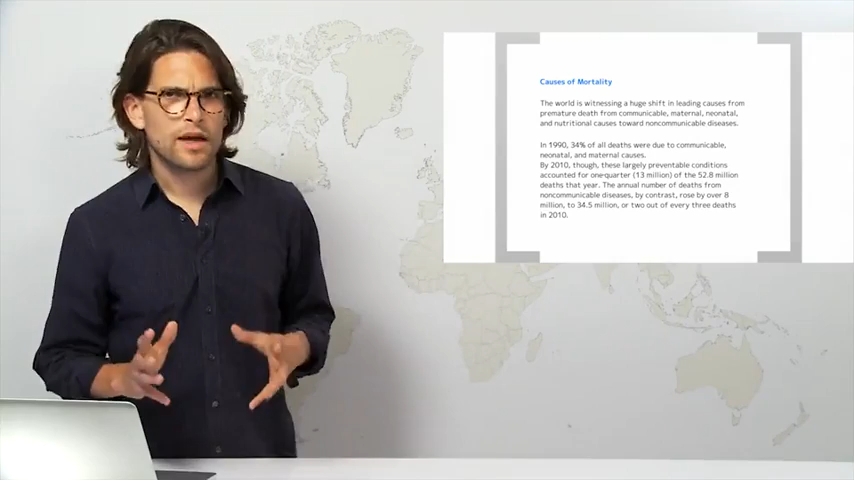 Causes of Mortality
The world is witnessing a huge shift in leading causes from
premature death from communicable, maternal, neonatal,
and nutritional causes toward noncommunicable diseases.
In 1990, 34% of all deaths were due to communicable,
neonatal, and maternal causes.
By 2010, though, these largely preventable conditions
accounted for one quarter (13 million) of the 52.8 million
deaths that year. The annual number of deaths from
noncommunicable diseases, by contrast, rose by over 8
million, to 34.5 million, or two out of every three deaths
in 2010.